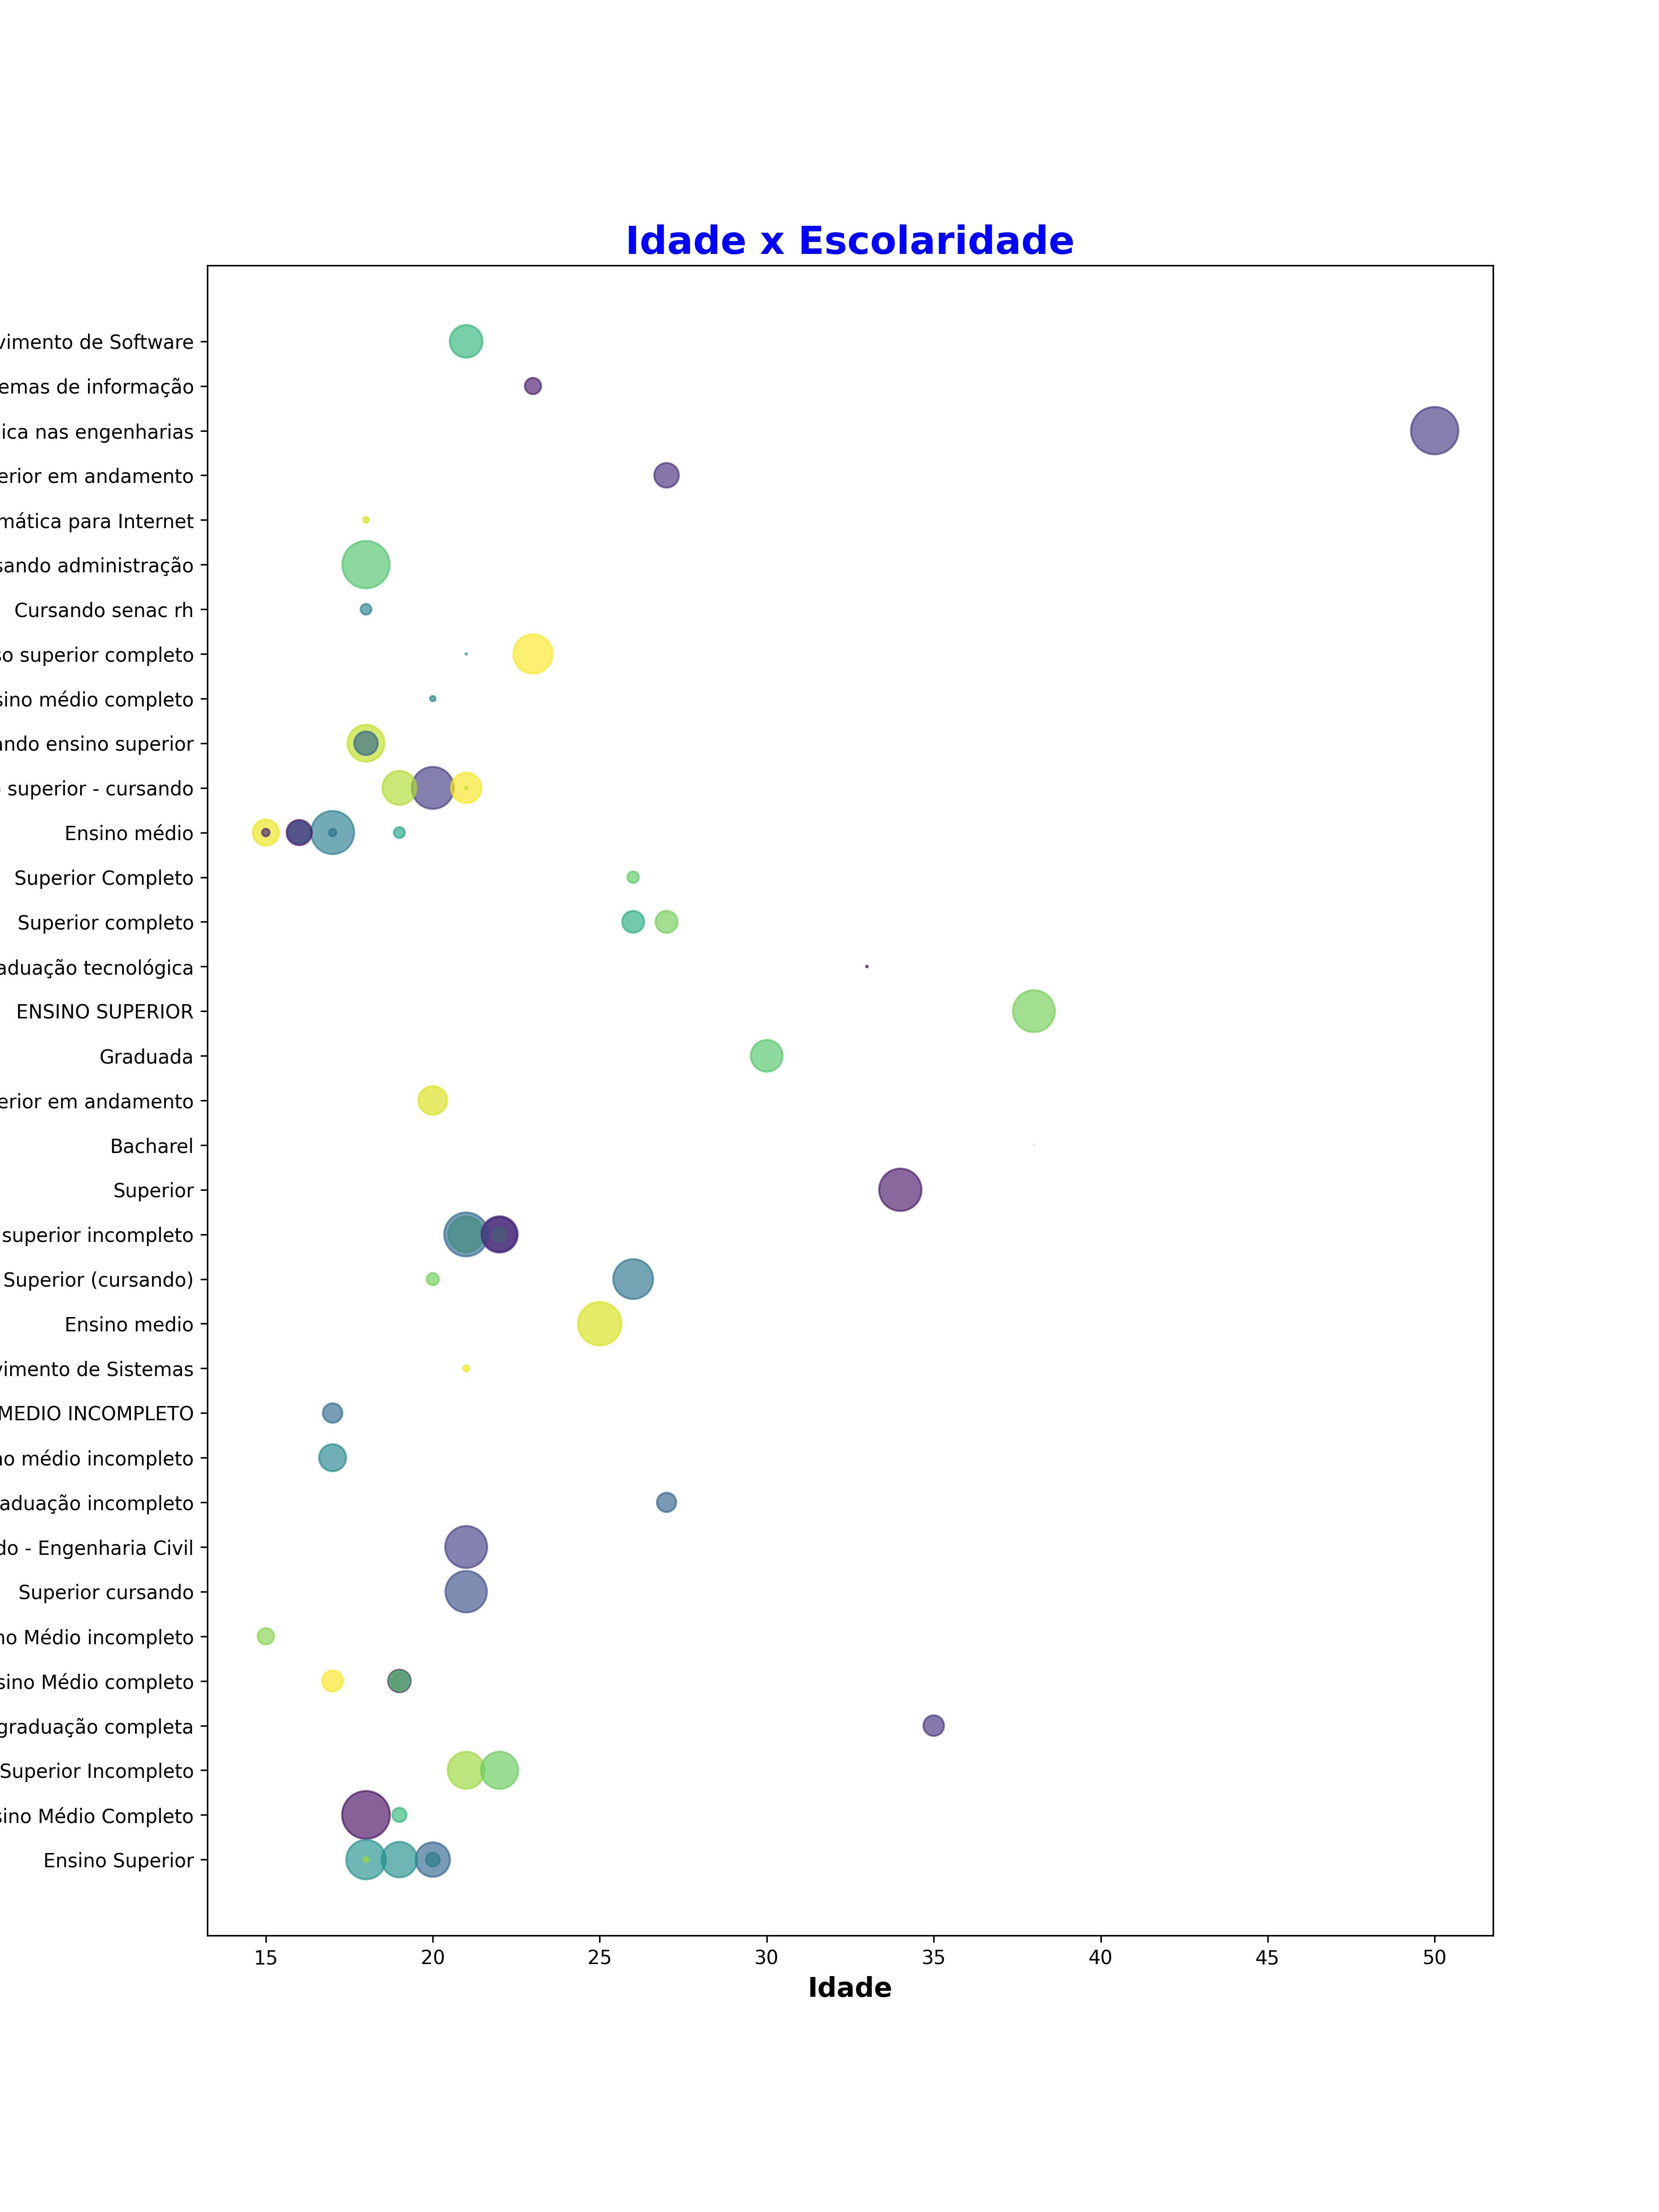 Idade x Escolaridade
vimento de Software
emas de informação
ica nas engenharias
erior em andamento
mática para Internet
sando administração
Cursando senac rh
so superior completo
sino médio completo
ando ensino superior
superior - cursando
Ensino médio
Superior Completo
Superior completo
aduação tecnológica
ENSINO SUPERIOR
Graduada
erior em andamento
Bacharel
Superior
superior incompleto
Superior (cursando)
Ensino medio
vimento de Sistemas
MEDIO INCOMPLETO
no médio incompleto
aduação incompleto
do - Engenharia Civil
Superior cursando
no Médio incompleto
sino Médio completo
graduação completa
Superior Incompleto
sino Médio Completo
Ensino Superior
15 20 25 30 35 40 45 50
Idade